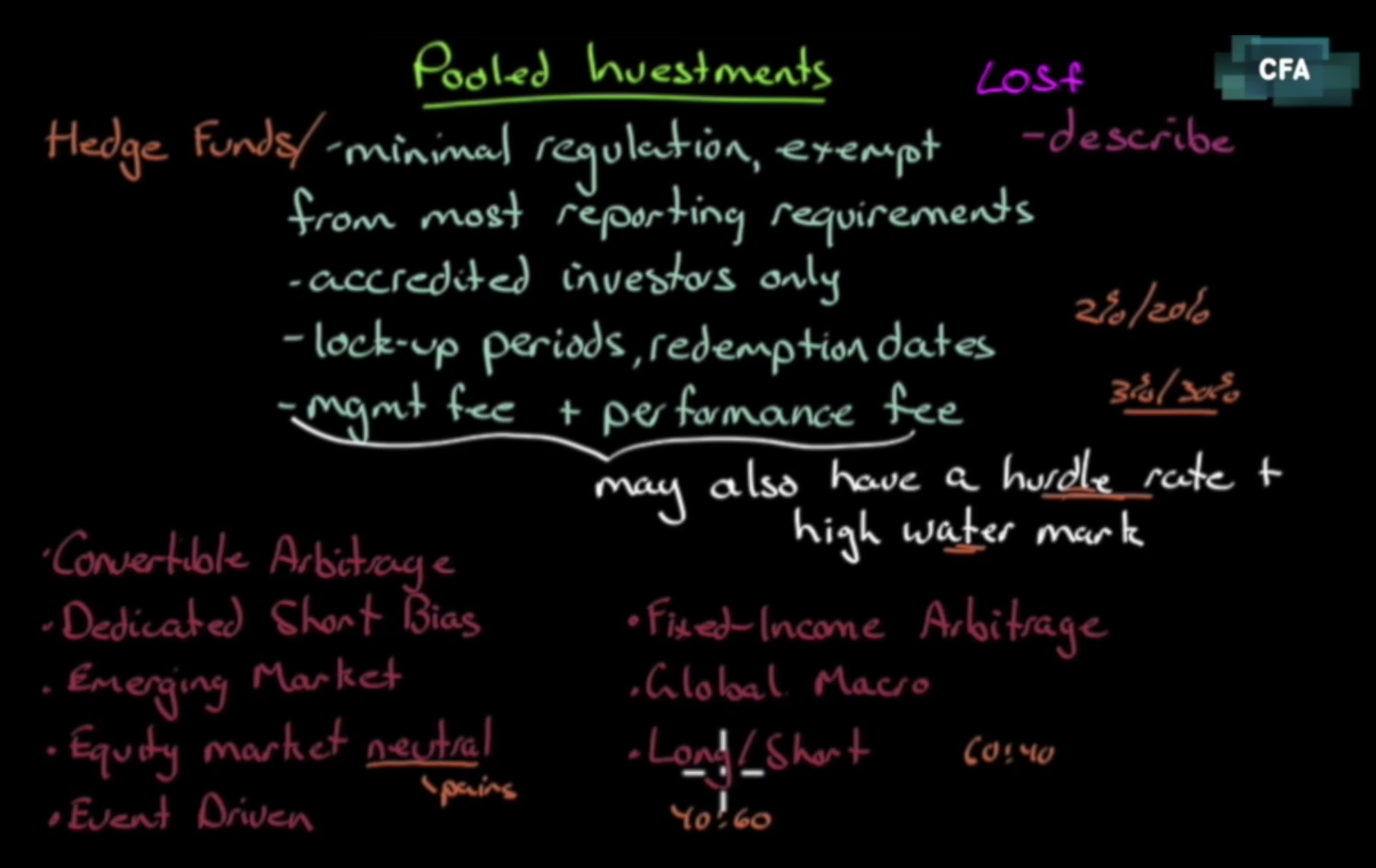 Pooled Investments
LOSf
CFA
Hedge Funds/ -minimal regulation, exempt
-describe
from most reporting requirements
-accredited investors only
2%/20%
-lock-up periods, redemption dates
3%/30%
-mgmt fee + performance fee
may also have a hurdle rate +
high water mark
·Convertible Arbitrage
·Dedicated Short Bias
·Emerging Market
·Equity market neutral
pairs
·Event Driven
·Fixed-Income Arbitrage
·Global Macro
·Long/Short 60:40
40:60